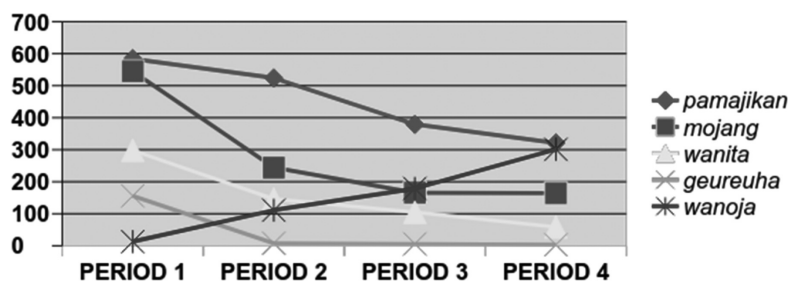 700
600
500
400
300
200
100
0
PERIOD 1 PERIOD 2 PERIOD 3 PERIOD 4
pamajikan
mojang
wanita
geureuha
wanoja